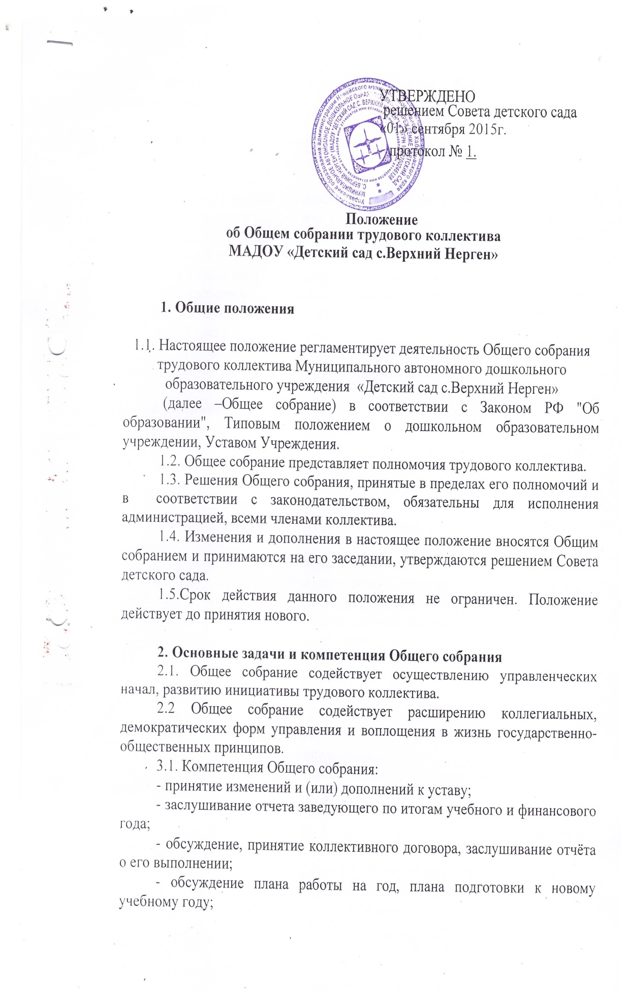 УТВЕРЖДЕНО
решением Совета детского сада
«01» сентября 2015г.
протокол № 1.
Положение
об Общем собрании трудового коллектива
МАДОУ «Детский сад с.Верхний Нерген»
1. Общие положения
1.1. Настоящее положение регламентирует деятельность Общего собрания
трудового коллектива Муниципального автономного дошкольного
образовательного учреждения «Детский сад с.Верхний Нерген»
(далее –Общее собрание) в соответствии с Законом РФ "Об
образовании", Типовым положением о дошкольном образовательном
учреждении, Уставом Учреждения.
1.2. Общее собрание представляет полномочия трудового коллектива.
1.3. Решения Общего собрания, принятые в пределах его полномочий и
в соответствии с законодательством, обязательны для исполнения
администрацией, всеми членами коллектива.
1.4. Изменения и дополнения в настоящее положение вносятся Общим
собранием и принимаются на его заседании, утверждаются решением Совета
детского сада.
1.5.Срок действия данного положения не ограничен. Положение
действует до принятия нового.
2. Основные задачи и компетенция Общего собрания
2.1. Общее собрание содействует осуществлению управленческих
начал, развитию инициативы трудового коллектива.
2.2 Общее собрание содействует расширению коллегиальных,
демократических форм управления и воплощения в жизнь государственно-
общественных принципов.
3.1. Компетенция Общего собрания:
- принятие изменений и (или) дополнений к уставу;
- заслушивание отчета заведующего по итогам учебного и финансового
года;
- обсуждение, принятие коллективного договора, заслушивание отчёта
о его выполнении;
- обсуждение плана работы на год, плана подготовки к новому
учебному году;